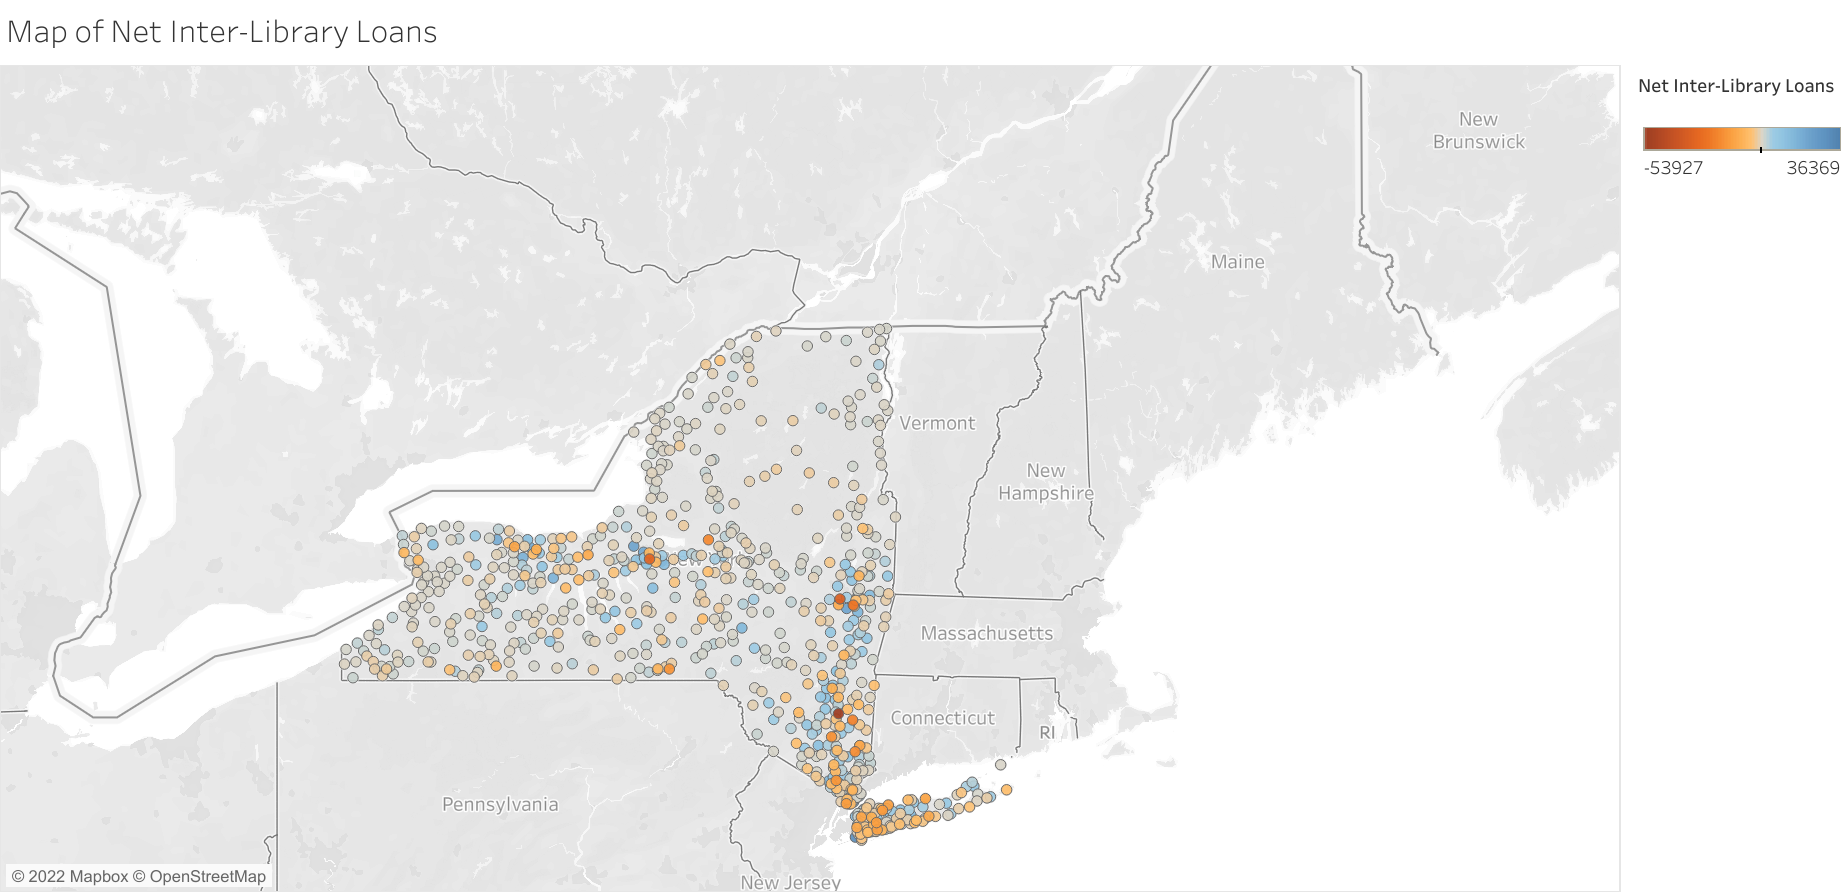 Map of Net Inter-Library Loans
Net Inter-Library Loans
-53927
36369
New
Brunswick
Maine
Vermont
New
Hampshire
Massachusetts
Connecticut
RI
Pennsylvania
New Jersey
© 2022 Mapbox © OpenStreetMap